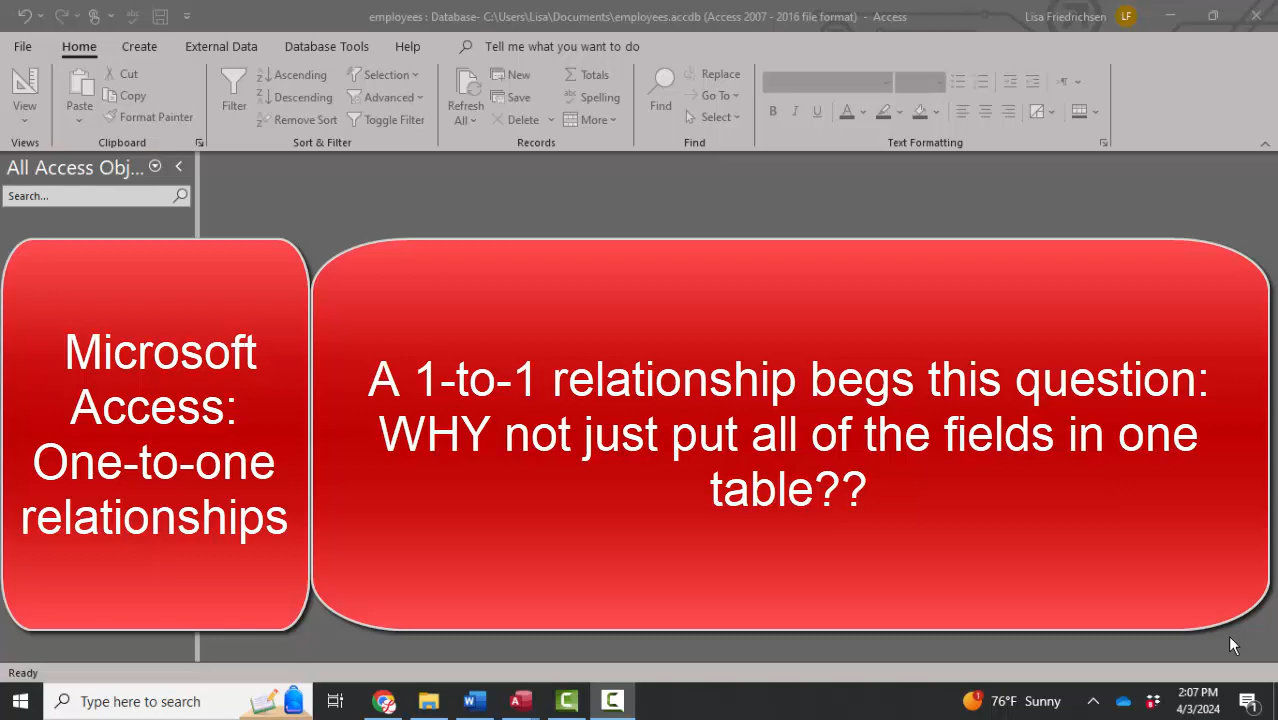 employees : Database- C:\Users\Lisa\Documents\employees.accdb (Access 2007 - 2016 file format) - Access
Lisa Friedrichsen
LF
File Home Create External Data Database Tools Help Tell me what you want to do
View
Views
Paste
Cut
Copy
Format Painter
Clipboard
Filter
Ascending
Descending
Remove Sort
Selection
Advanced
Toggle Filter
Sort & Filter
Refresh
All
New
Save
Delete
Totals
Spelling
More
Records
Find
Replace
Go To
Select
Find
B I U A
Text Formatting
All Access Obj...
Search...
Microsoft
Access:
One-to-one
relationships
A 1-to-1 relationship begs this question:
WHY not just put all of the fields in one
table??
Ready
Type here to search
76°F Sunny
2:07 PM
4/3/2024